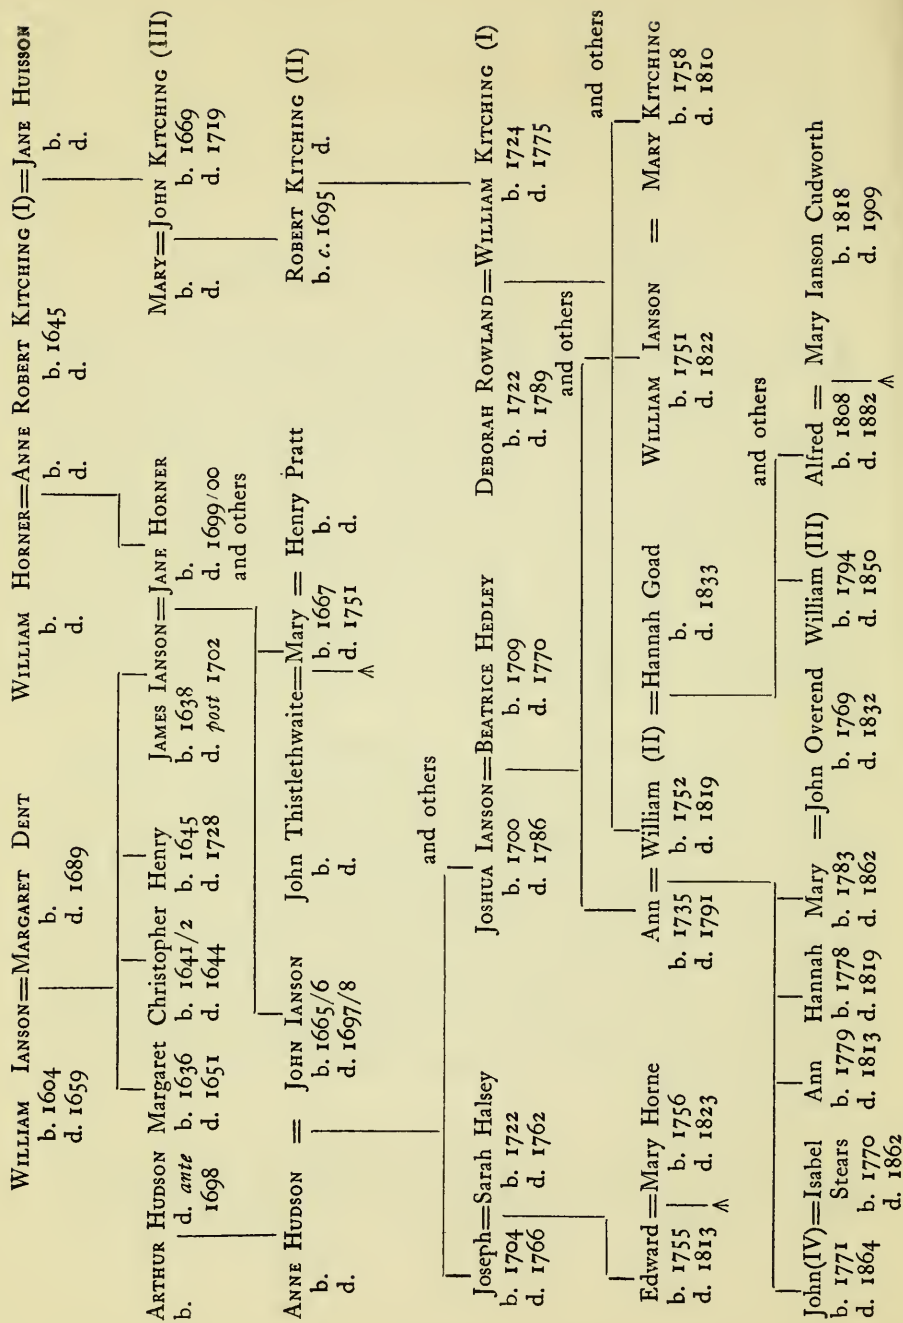 WILLIAM IANSON=MARGARET DENT WILLIAM HORNER=ANNE ROBERT KITCHING (I)=JANE HUISSON
b. 1604 b. b. b. b. 1645 b.
d. 1659 d. 1689 d. d. d. d.
ARTHUR HUDSON Margaret Christopher Henry JAMES IANSON=JANE HORNER MARY=JOHN KITCHING (III)
b. d. ante b. 1636 b. 1641/2 b. 1645 b. 1638 b. b. b. 1669
1698 d. 1651 d. 1644 d. 1728 d. post 1702 d. 1699/00 d. d. 1719
and others
ANNE HUDSON = JOHN IANSON John Thistlethwaite=Mary = Henry Pratt ROBERT KITCHING (II)
b. b. 1665/6 b. b. 1667 b. b. c. 1695 d.
d. d. 1697/8 d. d. 1751 d.
and others
Joseph=Sarah Halsey JOSHUA IANSON=BEATRICE HEDLEY DEBORAH ROWLAND=WILLIAM KITCHING (I)
b. 1704 b. 1722 b. 1700 b. 1709 b. 1722 b. 1724
d. 1766 d. 1762 d. 1786 d. 1770 d. 1789 d. 1775
and others and others and others
Edward=Mary Horne Ann=William (II)=Hannah Goad WILLIAM IANSON = MARY KITCHING
b. 1755 b. 1756 b. 1735 b. 1752 b. b. 1751 b. 1758
d. 1813 d. 1823 d. 1791 d. 1819 d. 1833 d. 1822 d. 1810
and others
John(IV)=Isabel Ann Hannah Mary =John Overend William (III) Alfred = Mary Ianson Cudworth
b. 1771 Stears b. 1779 b. 1778 b. 1783 b. 1769 b. 1794 b. 1808 b. 1818
d. 1864 b. 1770 d. 1813 d. 1819 d. 1862 d. 1832 d. 1850 d. 1882 d. 1909
d. 1862